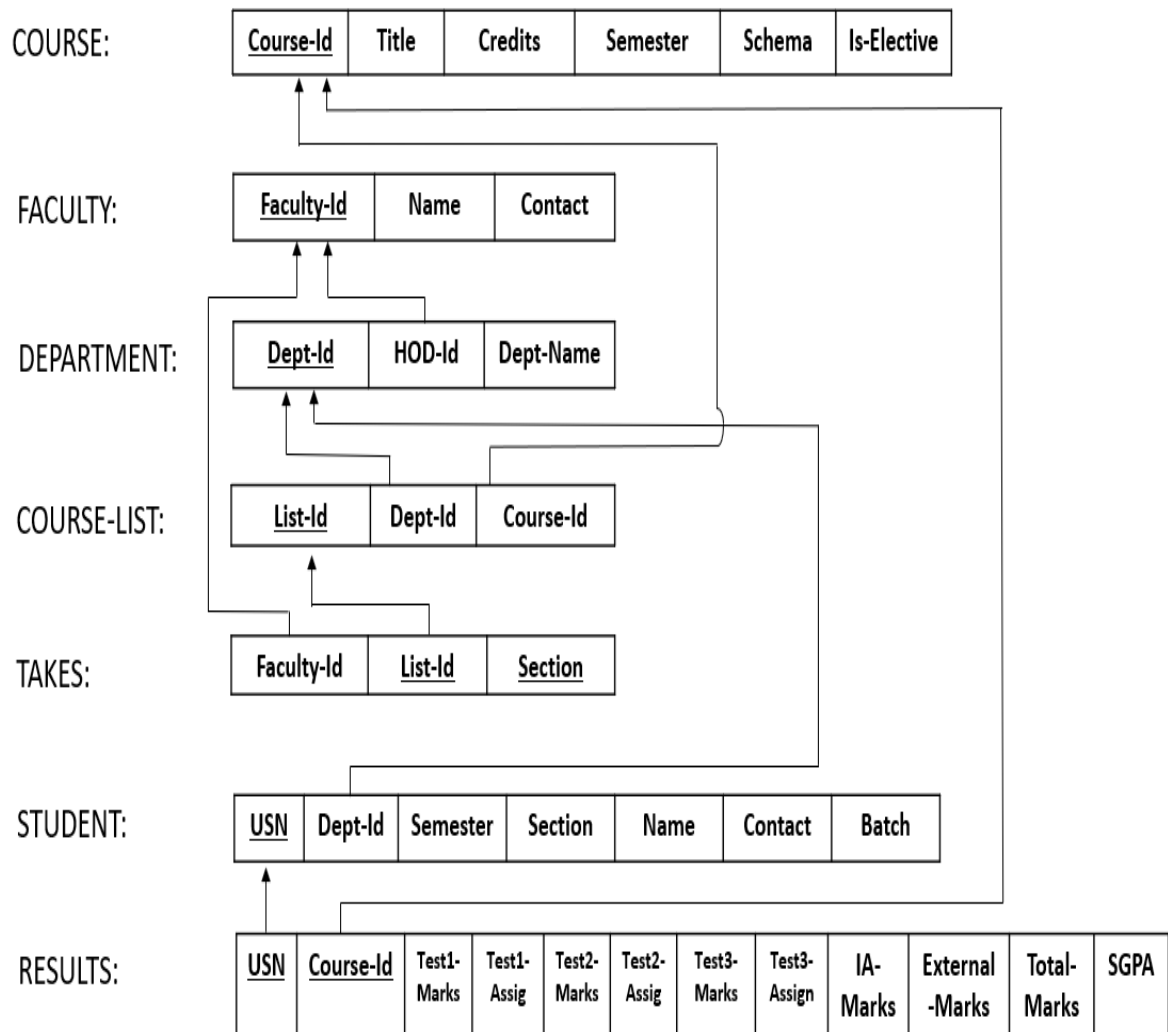 COURSE: Course-Id Title Credits Semester Schema Is-Elective
FACULTY: Faculty-Id Name Contact
DEPARTMENT: Dept-Id HOD-Id Dept-Name
COURSE-LIST: List-Id Dept-Id Course-Id
TAKES: Faculty-Id List-Id Section
STUDENT: USN Dept-Id Semester Section Name Contact Batch
RESULTS: USN Course-Id Test1-Marks Test1-Assig Test2-Marks Test2-Assig Test3-Marks Test3-Assign IA-Marks External-Marks Total-Marks SGPA